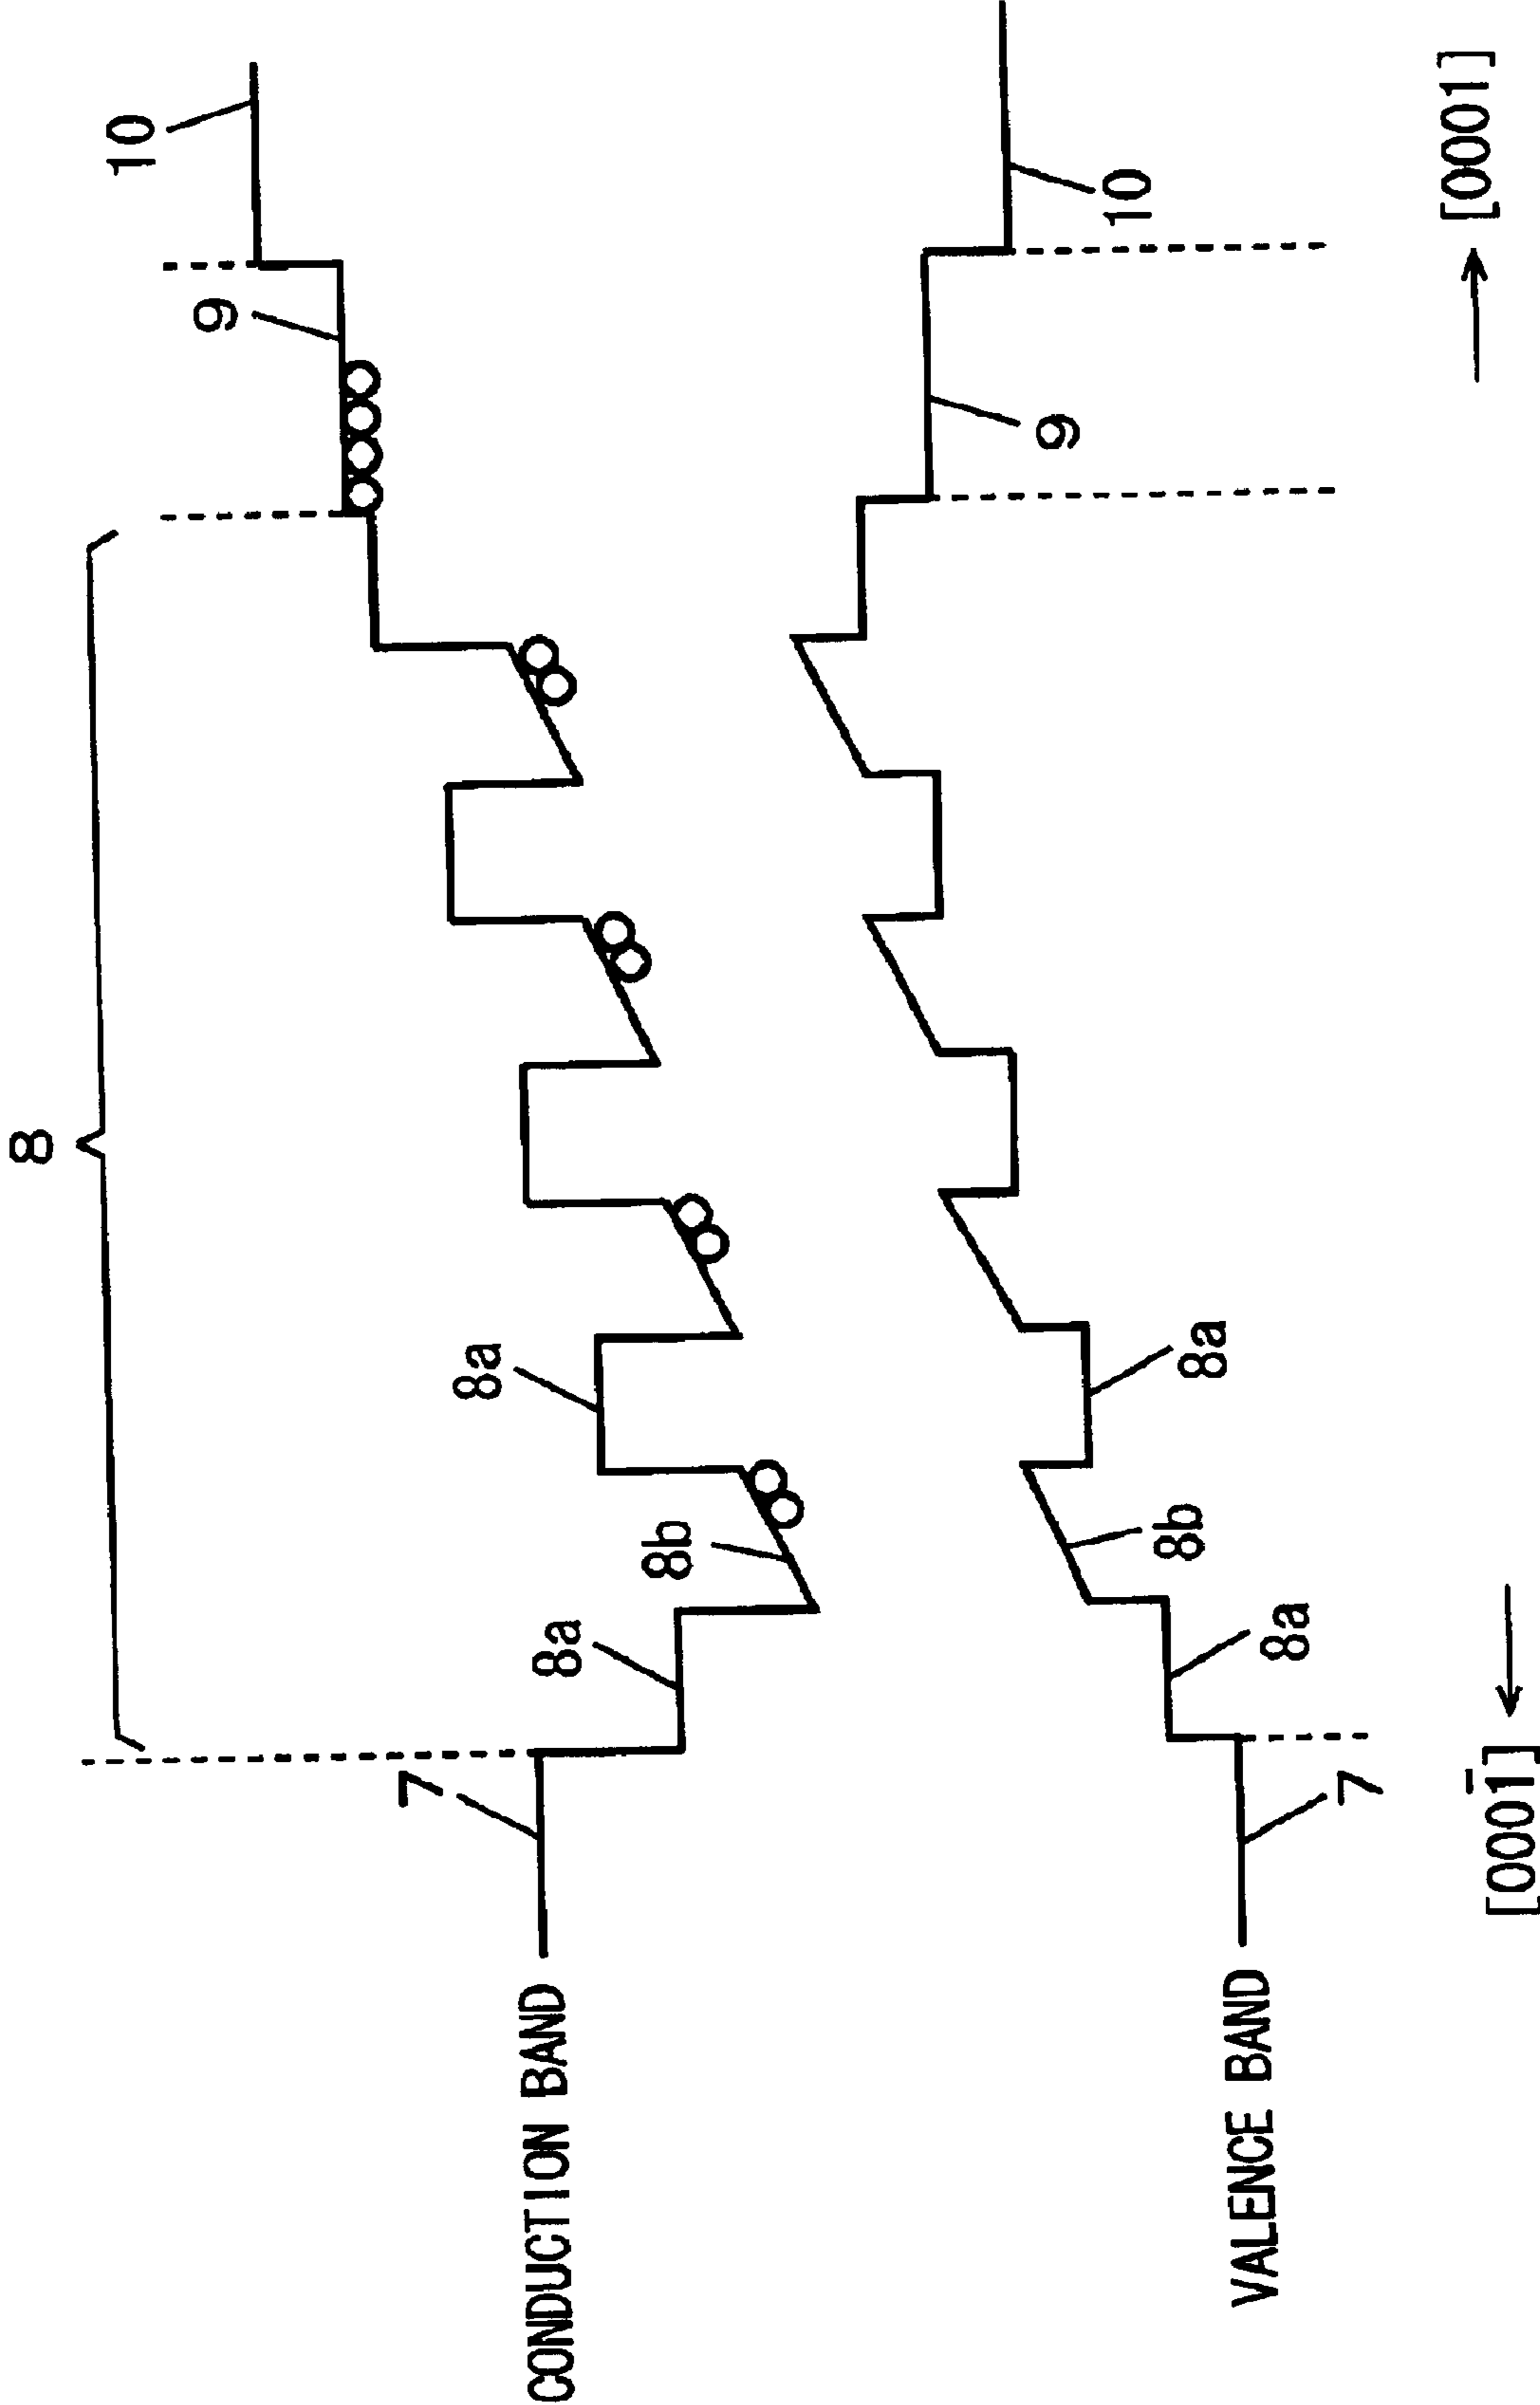 8
10
9
8a
8b
8a
7
CONDUCTION BAND
10
9
8a
8b
8a
7
VALENCE BAND
[0001̄] ←
→ [0001]